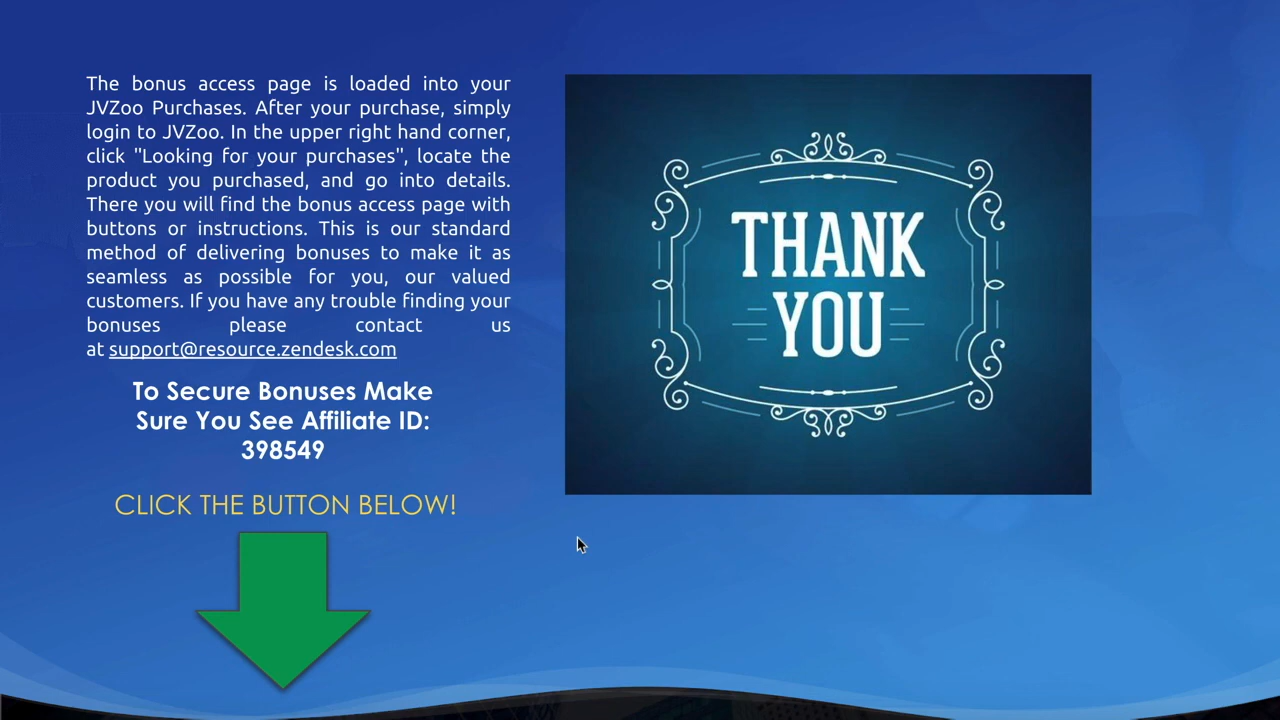 The bonus access page is loaded into your
JVZoo Purchases. After your purchase, simply
login to JVZoo. In the upper right hand corner,
click "Looking for your purchases", locate the
product you purchased, and go into details.
There you will find the bonus access page with
buttons or instructions. This is our standard
method of delivering bonuses to make it as
seamless as possible for you, our valued
customers. If you have any trouble finding your
bonuses please contact us
at support@resource.zendesk.com
To Secure Bonuses Make
Sure You See Affiliate ID:
398549
CLICK THE BUTTON BELOW!
THANK
YOU